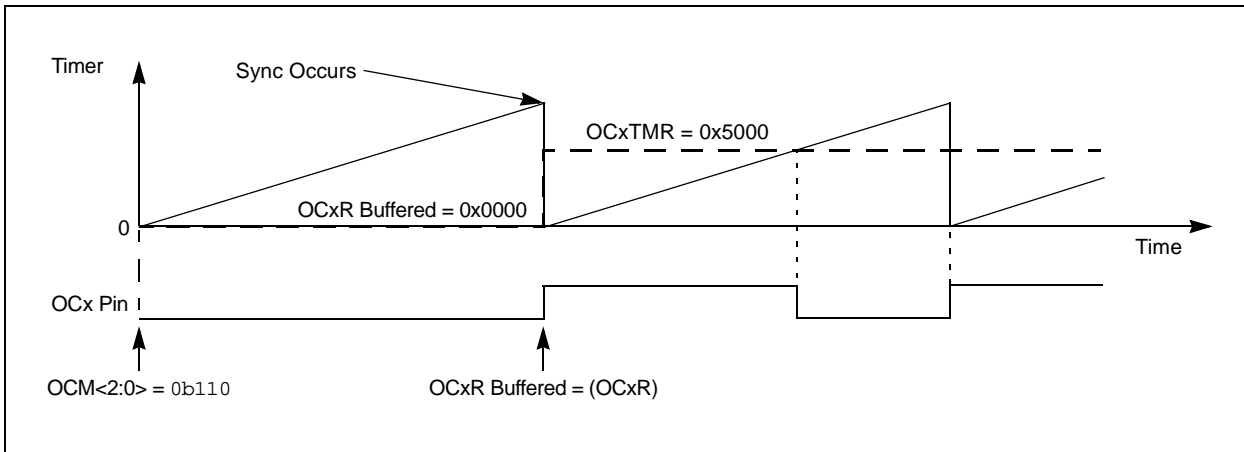 Timer
Sync Occurs
OCxTMR = 0x5000
OCxR Buffered = 0x0000
0
Time
OCx Pin
OCM<2:0> = 0b110
OCxR Buffered = (OCxR)